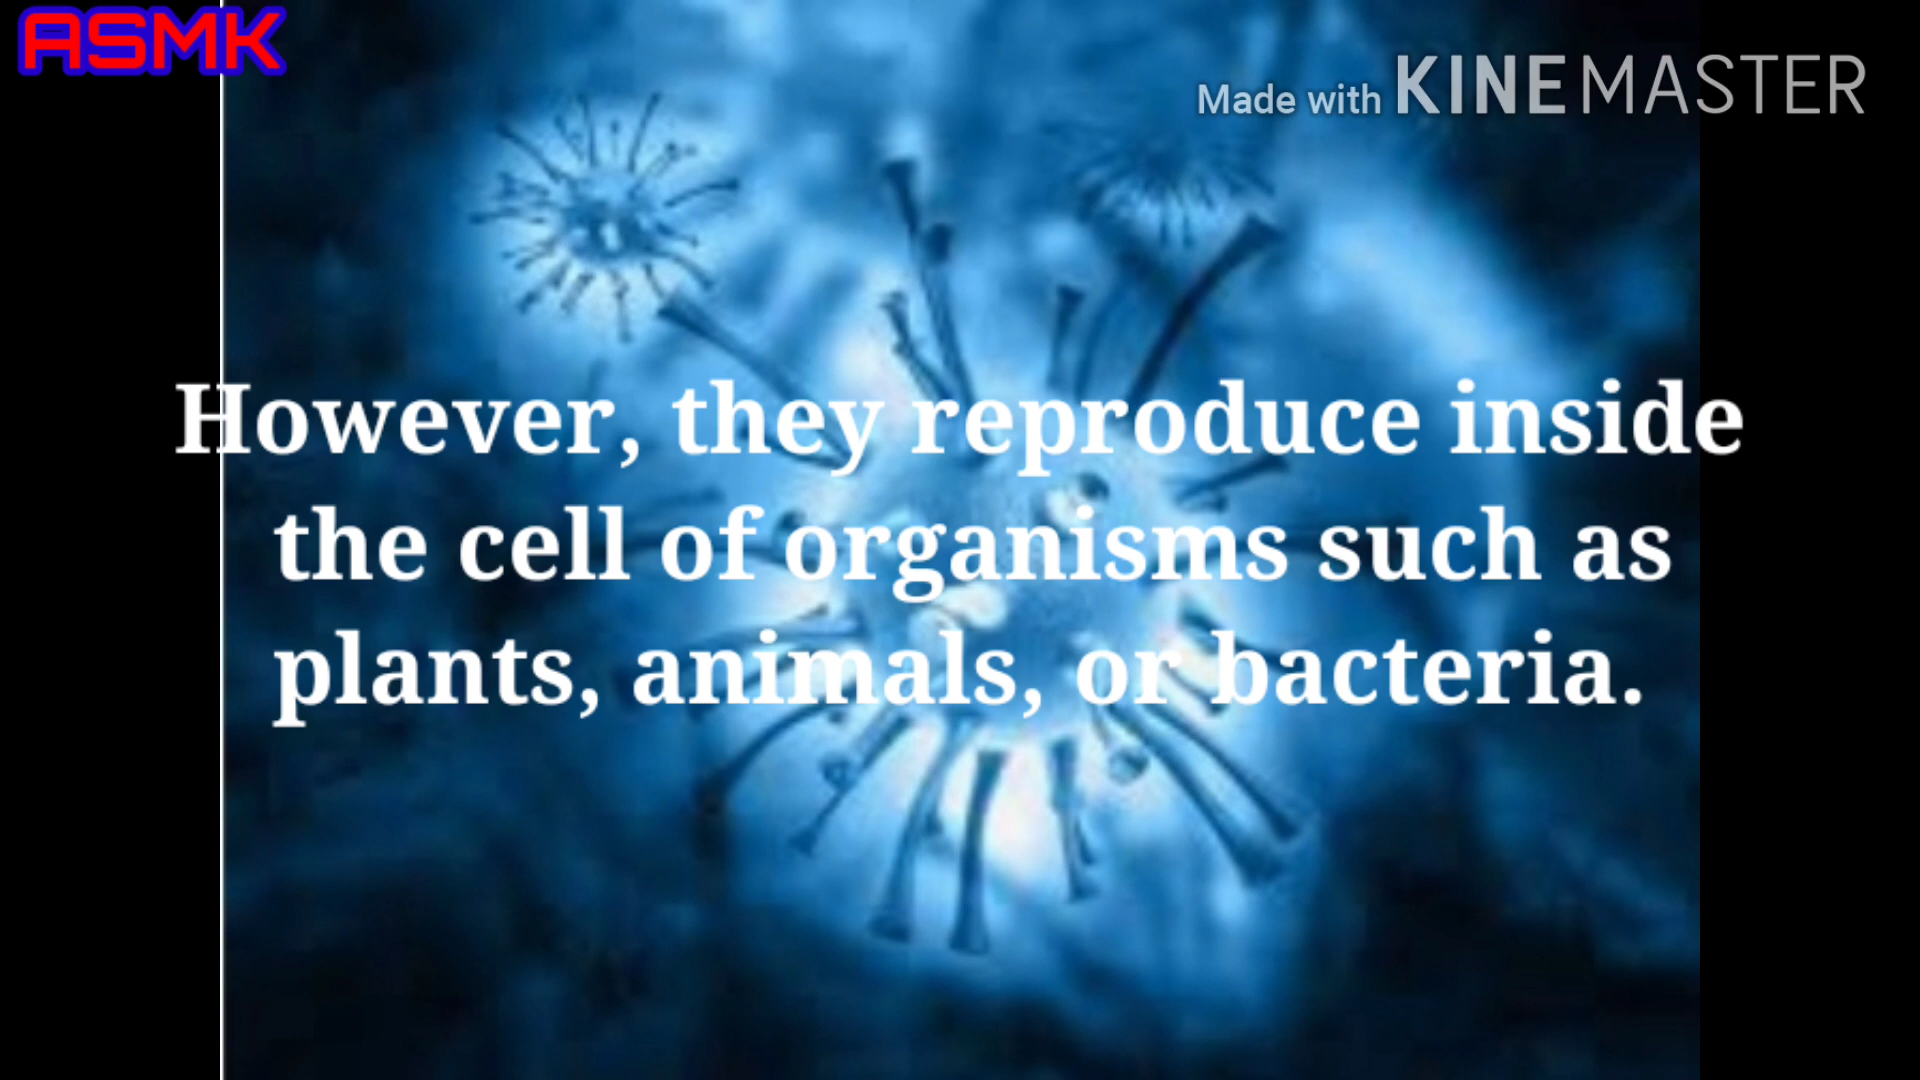 ASMK
Made with KINEMASTER
However, they reproduce inside
the cell of organisms such as
plants, animals, or bacteria.